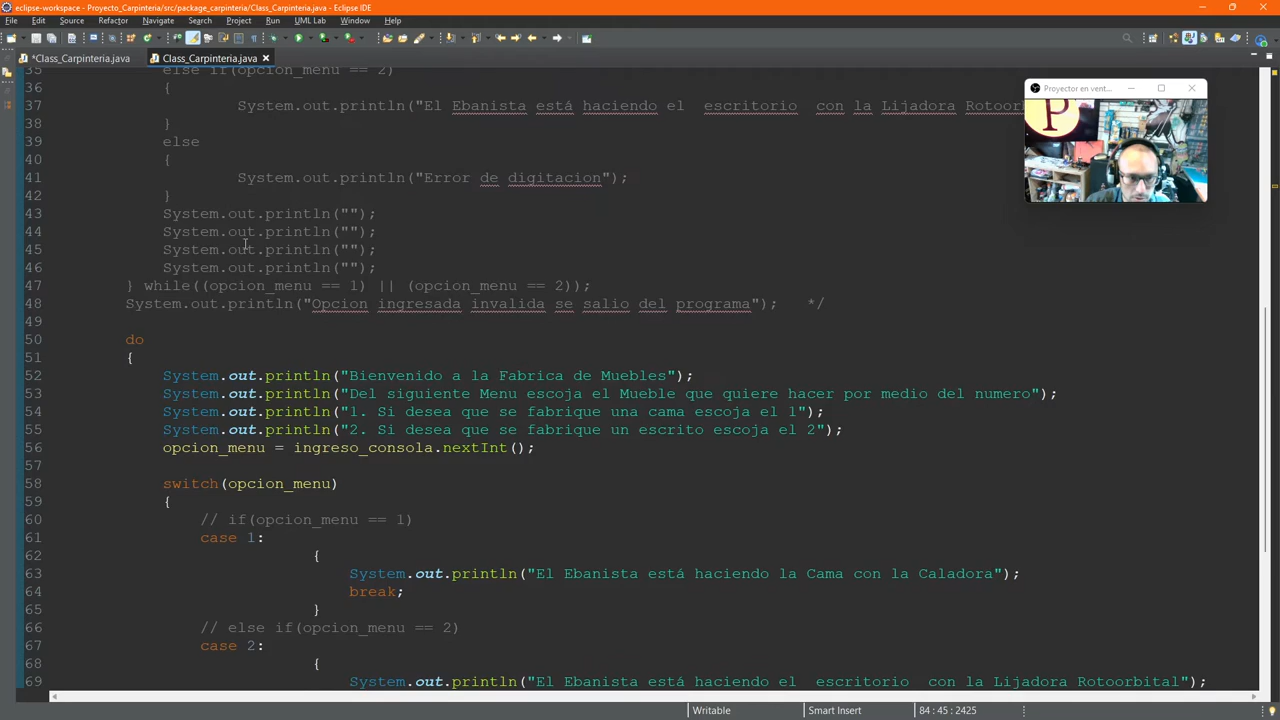 eclipse-workspace - Proyecto_Carpinteria/src/package_carpinteria/Class_Carpinteria.java - Eclipse IDE
File Edit Source Refactor Navigate Search Project Run UML Lab Window Help
*Class_Carpinteria.java Class_Carpinteria.java
35 else if(opcion_menu == 2)
36 {
37 System.out.println("El Ebanista está haciendo el  escritorio  con la Lijadora Rotoorb
38 }
39 else
40 {
41 System.out.println("Error de digitacion");
42 }
43 System.out.println("");
44 System.out.println("");
45 System.out.println("");
46 System.out.println("");
47 } while((opcion_menu == 1) || (opcion_menu == 2));
48 System.out.println("Opcion ingresada invalida se salio del programa");   */
49
50 do
51 {
52 System.out.println("Bienvenido a la Fabrica de Muebles");
53 System.out.println("Del siguiente Menu escoja el Mueble que quiere hacer por medio del numero");
54 System.out.println("1. Si desea que se fabrique una cama escoja el 1");
55 System.out.println("2. Si desea que se fabrique un escrito escoja el 2");
56 opcion_menu = ingreso_consola.nextInt();
57
58 switch(opcion_menu)
59 {
60 // if(opcion_menu == 1)
61 case 1:
62 {
63 System.out.println("El Ebanista está haciendo la Cama con la Caladora");
64 break;
65 }
66 // else if(opcion_menu == 2)
67 case 2:
68 {
69 System.out.println("El Ebanista está haciendo el  escritorio  con la Lijadora Rotoorbital");
Proyector en vent...
P
Writable Smart Insert 84 : 45 : 2425